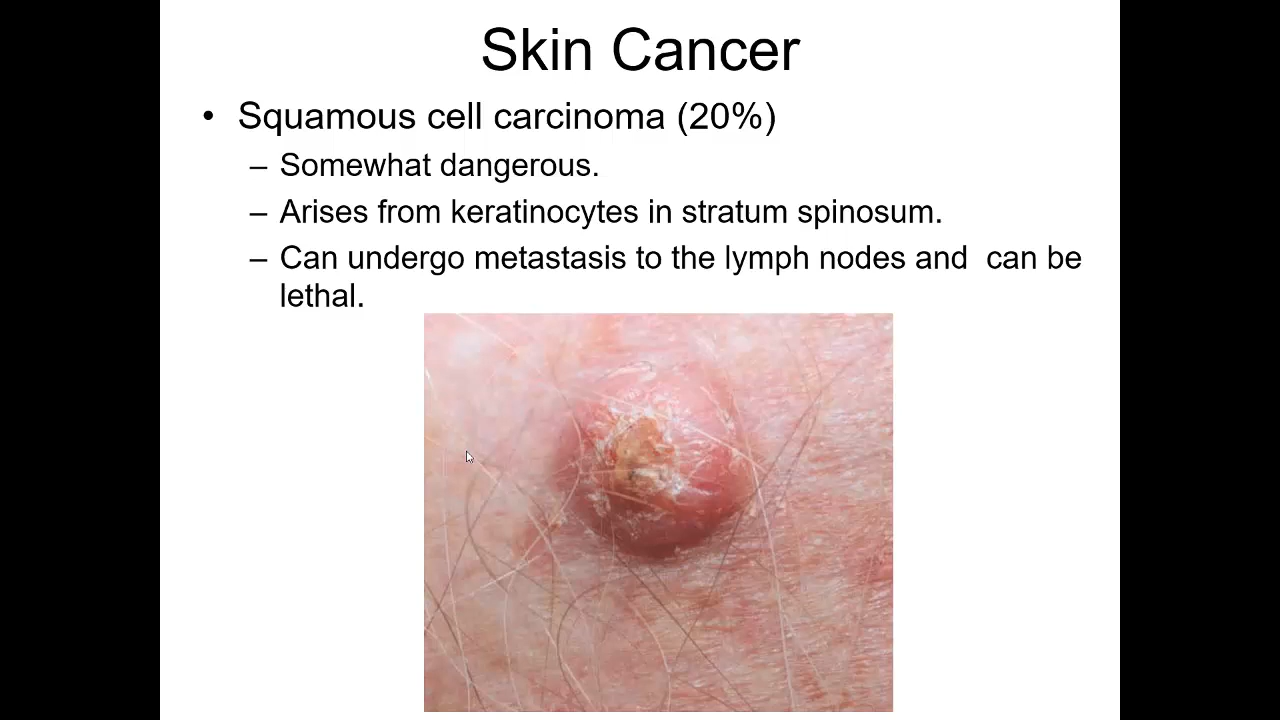 Skin Cancer
• Squamous cell carcinoma (20%)
– Somewhat dangerous.
– Arises from keratinocytes in stratum spinosum.
– Can undergo metastasis to the lymph nodes and  can be
lethal.